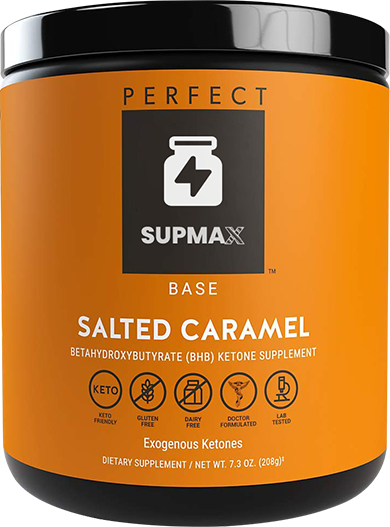 PERFECT
SUPMAX
™
BASE
SALTED CARAMEL
BETAHYDROXYBUTYRATE (BHB) KETONE SUPPLEMENT
KETO
KETO FRIENDLY
GLUTEN FREE
DAIRY FREE
DOCTOR FORMULATED
LAB TESTED
Exogenous Ketones
DIETARY SUPPLEMENT / NET WT. 7.3 OZ. (208g)